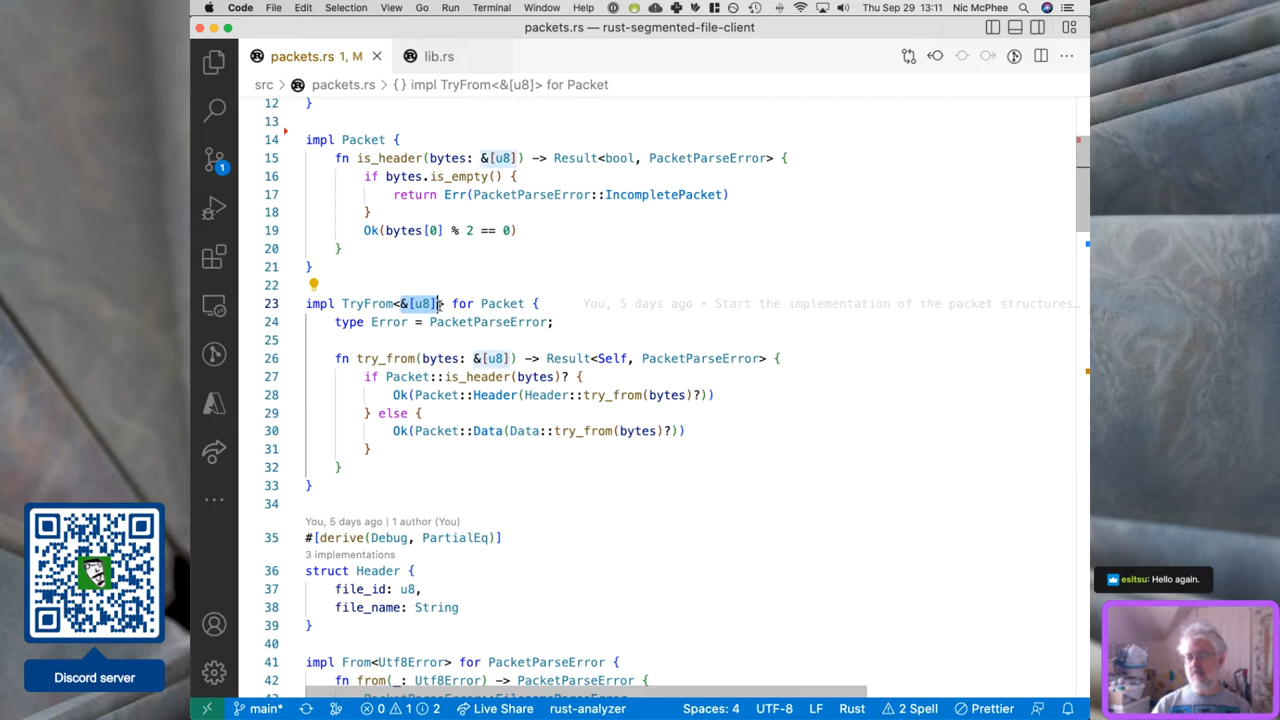 Code File Edit Selection View Go Run Terminal Window Help Thu Sep 29 13:11 Nic McPhee
packets.rs — rust-segmented-file-client
packets.rs 1, M
lib.rs
src > packets.rs > {} impl TryFrom<&[u8]> for Packet
12 }
13
14 impl Packet {
15 fn is_header(bytes: &[u8]) -> Result<bool, PacketParseError> {
16 if bytes.is_empty() {
17 return Err(PacketParseError::IncompletePacket)
18 }
19 Ok(bytes[0] % 2 == 0)
20 }
21 }
22
23 impl TryFrom<&[u8]> for Packet { You, 5 days ago • Start the implementation of the packet structures…
24 type Error = PacketParseError;
25
26 fn try_from(bytes: &[u8]) -> Result<Self, PacketParseError> {
27 if Packet::is_header(bytes)? {
28 Ok(Packet::Header(Header::try_from(bytes)?))
29 } else {
30 Ok(Packet::Data(Data::try_from(bytes)?))
31 }
32 }
33 }
34
You, 5 days ago | 1 author (You)
35 #[derive(Debug, PartialEq)]
3 implementations
36 struct Header {
37 file_id: u8,
38 file_name: String
39 }
40
41 impl From<Utf8Error> for PacketParseError {
42 fn from(_: Utf8Error) -> PacketParseError {
1
Discord server
esitsu: Hello again.
main* 0 1 2 Live Share rust-analyzer Spaces: 4 UTF-8 LF Rust 2 Spell Prettier